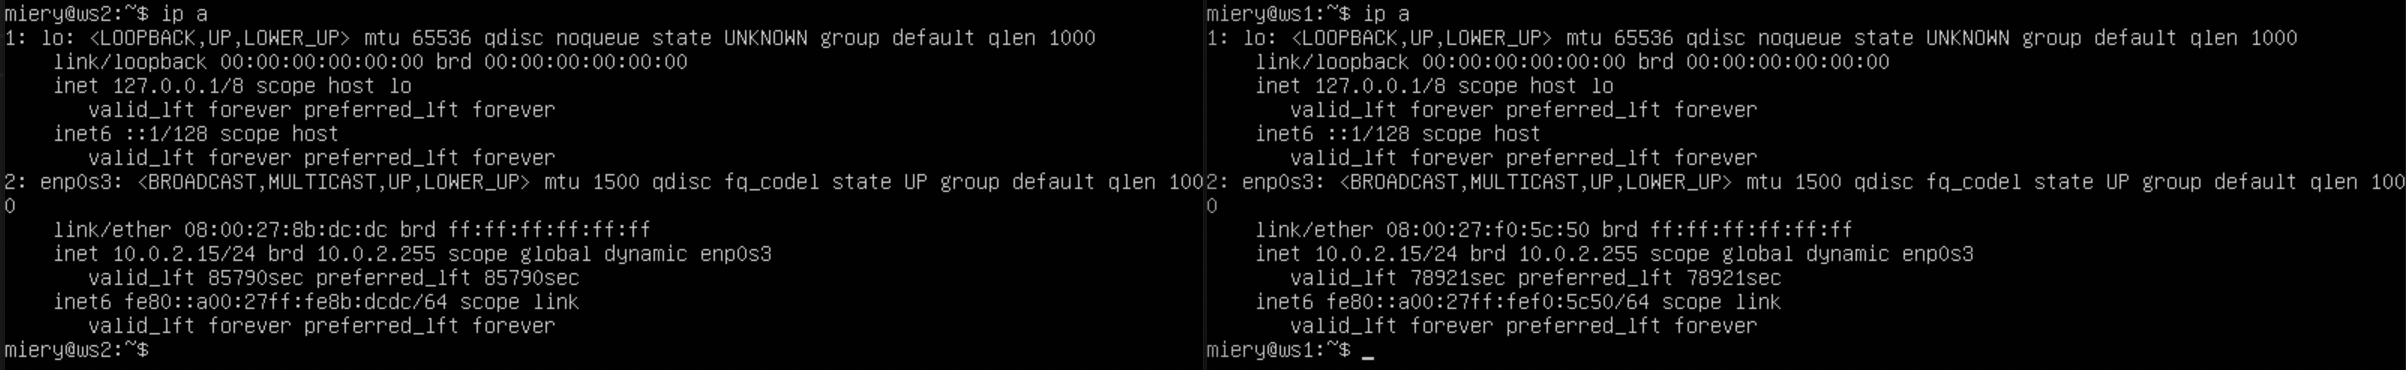 miery@ws2:~$ ip a
1: lo: <LOOPBACK,UP,LOWER_UP> mtu 65536 qdisc noqueue state UNKNOWN group default qlen 1000
    link/loopback 00:00:00:00:00:00 brd 00:00:00:00:00:00
    inet 127.0.0.1/8 scope host lo
       valid_lft forever preferred_lft forever
    inet6 ::1/128 scope host
       valid_lft forever preferred_lft forever
2: enp0s3: <BROADCAST,MULTICAST,UP,LOWER_UP> mtu 1500 qdisc fq_codel state UP group default qlen 100
0
    link/ether 08:00:27:8b:dc:dc brd ff:ff:ff:ff:ff:ff
    inet 10.0.2.15/24 brd 10.0.2.255 scope global dynamic enp0s3
       valid_lft 85790sec preferred_lft 85790sec
    inet6 fe80::a00:27ff:fe8b:dcdc/64 scope link
       valid_lft forever preferred_lft forever
miery@ws2:~$
miery@ws1:~$ ip a
1: lo: <LOOPBACK,UP,LOWER_UP> mtu 65536 qdisc noqueue state UNKNOWN group default qlen 1000
    link/loopback 00:00:00:00:00:00 brd 00:00:00:00:00:00
    inet 127.0.0.1/8 scope host lo
       valid_lft forever preferred_lft forever
    inet6 ::1/128 scope host
       valid_lft forever preferred_lft forever
2: enp0s3: <BROADCAST,MULTICAST,UP,LOWER_UP> mtu 1500 qdisc fq_codel state UP group default qlen 100
0
    link/ether 08:00:27:f0:5c:50 brd ff:ff:ff:ff:ff:ff
    inet 10.0.2.15/24 brd 10.0.2.255 scope global dynamic enp0s3
       valid_lft 78921sec preferred_lft 78921sec
    inet6 fe80::a00:27ff:fef0:5c50/64 scope link
       valid_lft forever preferred_lft forever
miery@ws1:~$ _